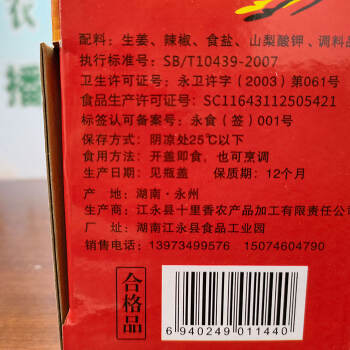 农
播
配料：生姜、辣椒、食盐、山梨酸钾、调料品
执行标准号：SB/T10439-2007
卫生许可证号：永卫许字（2003）第061号
食品生产许可证号：SC11643112505421
标签认可备案号：永食（签）001号
保存方式：阴凉处25℃以下
食用方法：开盖即食，也可烹调
生产日期：见瓶盖 保质期：12个月
产 地：湖南·永州
生产商：江永县十里香农产品加工有限责任公司
厂 址：湖南江永县食品工业园
销售电话：13973499576 15074604790
合格品
6 940249 011440